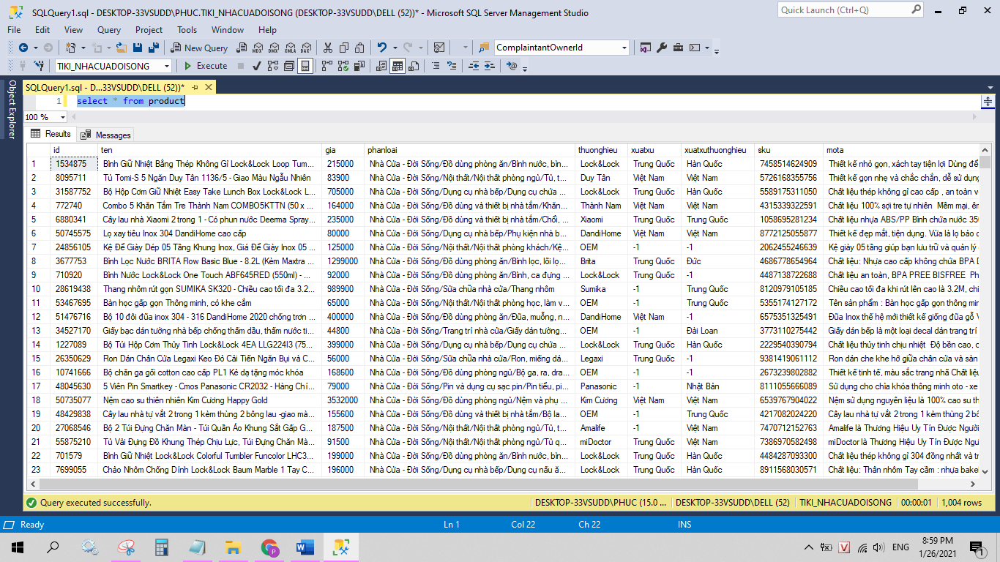 SQLQuery1.sql - DESKTOP-33VSUDD\PHUC.TIKI_NHACUADOISONG (DESKTOP-33VSUDD\DELL (52))* - Microsoft SQL Server Management Studio
Quick Launch (Ctrl+Q)
File Edit View Query Project Tools Window Help
New Query MDX DMX XMLA DAX ComplaintOwnerId
TIKI_NHACUADOISONG Execute
SQLQuery1.sql - D...33VSUDD\DELL (52))*
Object Explorer
1 select * from product
100 %
Results Messages
id ten gia phanloai thuonghieu xuatxu xuatxuthuonghieu sku mota
1 1534875 Bình Giữ Nhiệt Bằng Thép Không Gỉ Lock&Lock Loop Tum... 215000 Nhà Cửa - Đời Sống/Đồ dùng phòng ăn/Bình nước, bìn... Lock&Lock Trung Quốc Hàn Quốc 7458514624909 Thiết kế nhỏ gọn, xách tay tiện lợi Dùng để
2 8095711 Tủ Tomi-S 5 Ngăn Duy Tân 1136/5 - Giao Màu Ngẫu Nhiên 83900 Nhà Cửa - Đời Sống/Nội thất/Nội thất phòng ngủ/Tủ, t... Duy Tân Việt Nam Việt Nam 5726168355756 Thiết kế gọn nhẹ và chắc chắn, dễ sử dụng
3 31587752 Bộ Hộp Cơm Giữ Nhiệt Easy Take Lunch Box Lock&Lock L... 705000 Nhà Cửa - Đời Sống/Dụng cụ nhà bếp/Dụng cụ chứa ... Lock&Lock Trung Quốc Hàn Quốc 5589175311050 Chất liệu thép không gỉ cao cấp , an toàn v
4 772740 Combo 5 Khăn Tắm Tre Thành Nam COMBO5KTTN (50 x ... 164000 Nhà Cửa - Đời Sống/Đồ dùng và thiết bị nhà tắm/Khăn... Thành Nam Việt Nam Việt Nam 4315339322591 Chất liệu 100% sợi tre tự nhiên Mềm mại, êm
5 6880341 Cây lau nhà Xiaomi 2 trong 1 - Có phun nước Deerma Spray... 235000 Nhà Cửa - Đời Sống/Đồ dùng và thiết bị nhà tắm/Chổi, ... Xiaomi Trung Quốc Trung Quốc 1058695281234 Chất liệu nhựa ABS/PP Bình chứa nước 350
6 50745575 Lọ xay tiêu Inox 304 DandiHome cao cấp 80000 Nhà Cửa - Đời Sống/Dụng cụ nhà bếp/Phụ kiện nhà b... DandiHome Việt Nam Việt Nam 8772125055877 Thiết kế đẹp mắt, tiện dụng. Vừa là lọ bảo q
7 24856105 Kệ Để Giày Dép 05 Tầng Khung Inox, Giá Để Giày Inox 05 ... 125000 Nhà Cửa - Đời Sống/Nội thất/Nội thất phòng khách/Kệ... OEM -1 -1 2062455246639 Kệ giày 05 tầng giúp bạn lưu trữ và quản lý
8 3677753 Bình Lọc Nước BRITA Flow Basic Blue - 8.2L (Kèm Maxtra ... 1299000 Nhà Cửa - Đời Sống/Đồ dùng phòng ăn/Bình lọc, lõi lọ... Brita Trung Quốc Đức 4686778654964 Chất liệu: Nhựa cao cấp không chứa BPA D
9 710920 Bình Nước Lock&Lock One Touch ABF645RED (550ml) - ... 92000 Nhà Cửa - Đời Sống/Đồ dùng phòng ăn/Bình, ca đựng ... Lock&Lock Trung Quốc -1 4487138722688 Chất liệu an toàn, BPA PREE BISFREE Ph
10 28619438 Thang nhôm rút gọn SUMIKA SK320 - Chiều cao tối đa 3.2... 989900 Nhà Cửa - Đời Sống/Sửa chữa nhà cửa/Thang nhôm Sumika -1 Trung Quốc 8120979105185 Chiều cao tối đa khi rút lên cao là 3.2M, chi
11 53467695 Bàn học gấp gọn Thông minh, có khe cắm 65000 Nhà Cửa - Đời Sống/Nội thất/Nội thất phòng học, làm v... OEM -1 Trung Quốc 5355174127172 Tên sản phẩm : Bàn học gấp gọn thông min
12 51476716 Bộ 10 đôi đũa inox 304 - 316 DandiHome 2020 chống trơn ... 400000 Nhà Cửa - Đời Sống/Đồ dùng phòng ăn/Đũa, muỗng, n... DandiHome Việt Nam -1 6575351325491 Đũa Inox thế hệ mới thiết kế giống đũa gỗ V
13 34527170 Giấy bạc dán tường nhà bếp chống thấm dầu, thấm nước ti... 44800 Nhà Cửa - Đời Sống/Trang trí nhà cửa/Giấy dán tường... OEM -1 Đài Loan 3773110275442 Giấy dán bếp là một loại decal dán trang trí
14 1227089 Bộ Túi Hộp Cơm Thủy Tinh Lock&Lock 4EA LLG224I3 (75... 399000 Nhà Cửa - Đời Sống/Dụng cụ nhà bếp/Dụng cụ chứa ... Lock&Lock Trung Quốc Hàn Quốc 2229540390794 Chất liệu thủy tinh chịu nhiệt Độ bền cao, c
15 26350629 Ron Dán Chân Cửa Legaxi Keo Đỏ Cải Tiến Ngăn Bụi và C... 56000 Nhà Cửa - Đời Sống/Sửa chữa nhà cửa/Ron, miếng dá... Legaxi Trung Quốc -1 9381419061112 Ron dán che khe hở giữa chân cửa và sàn
16 10741666 Bộ chăn ga gối cotton cao cấp PL1 Kẻ dạ tặng móc khóa 168600 Nhà Cửa - Đời Sống/Đồ dùng phòng ngủ/Bộ ga, ra, dra... OEM -1 -1 2673239802882 Thiết kế tinh tế, màu sắc trang nhã Chất liệu
17 48045630 5 Viên Pin Smartkey - Cmos Panasonic CR2032 - Hàng Chí... 79000 Nhà Cửa - Đời Sống/Pin và dụng cụ sạc pin/Pin tiểu, pi... Panasonic -1 Nhật Bản 8111055666089 Sử dụng cho chìa khóa thông minh oto - xe
18 50735077 Nệm cao su thiên nhiên Kim Cương Happy Gold 3532000 Nhà Cửa - Đời Sống/Đồ dùng phòng ngủ/Nệm và phụ ... Kim Cương Việt Nam Việt Nam 6539767904022 Nệm sử dụng nguyên liệu là 100% cao su th
19 48429838 Cây lau nhà tự vắt 2 trong 1 kèm thùng 2 bông lau -giao mà... 155600 Nhà Cửa - Đời Sống/Đồ dùng và thiết bị nhà tắm/Bộ la... OEM -1 Trung Quốc 4217082024220 Cây lau nhà tự vắt 2 trong 1 kèm thùng 2 bô
20 27068546 Bộ 2 Túi Đựng Chăn Màn - Túi Quần Áo Khung Sắt Gấp G... 187500 Nhà Cửa - Đời Sống/Nội thất/Nội thất phòng ngủ/Tủ, t... Amalife -1 Việt Nam 7470712152763 Amalife là Thương Hiệu Uy Tín Được Người
21 55875210 Tủ Vải Đựng Đồ Khung Thép Chịu Lực, Túi Đựng Chăn Mà... 91500 Nhà Cửa - Đời Sống/Nội thất/Nội thất phòng ngủ/Tủ q... miDoctor Trung Quốc Việt Nam 7386970582498 miDoctor là Thương Hiệu Uy Tín Được Ngu
22 701579 Bình Giữ Nhiệt Lock&Lock Colorful Tumbler Funcolor LHC3... 199000 Nhà Cửa - Đời Sống/Đồ dùng phòng ăn/Bình nước, bìn... Lock&Lock Trung Quốc Hàn Quốc 4484287093300 Chất liệu thép không gỉ 304 đồng nhất và tr
23 7699055 Chảo Nhôm Chống Dính Lock&Lock Baum Marble 1 Tay C... 196000 Nhà Cửa - Đời Sống/Dụng cụ nhà bếp/Dụng cụ nấu ă... Lock&Lock Trung Quốc Hàn Quốc 8911568030571 Chất liệu: Thân nhôm Tay cầm : nhựa bake
Query executed successfully. DESKTOP-33VSUDD\PHUC (15.0 ... DESKTOP-33VSUDD\DELL (52) TIKI_NHACUADOISONG 00:00:01 1,004 rows
Ready Ln 1 Col 22 Ch 22 INS
8:59 PM
ENG
1/26/2021